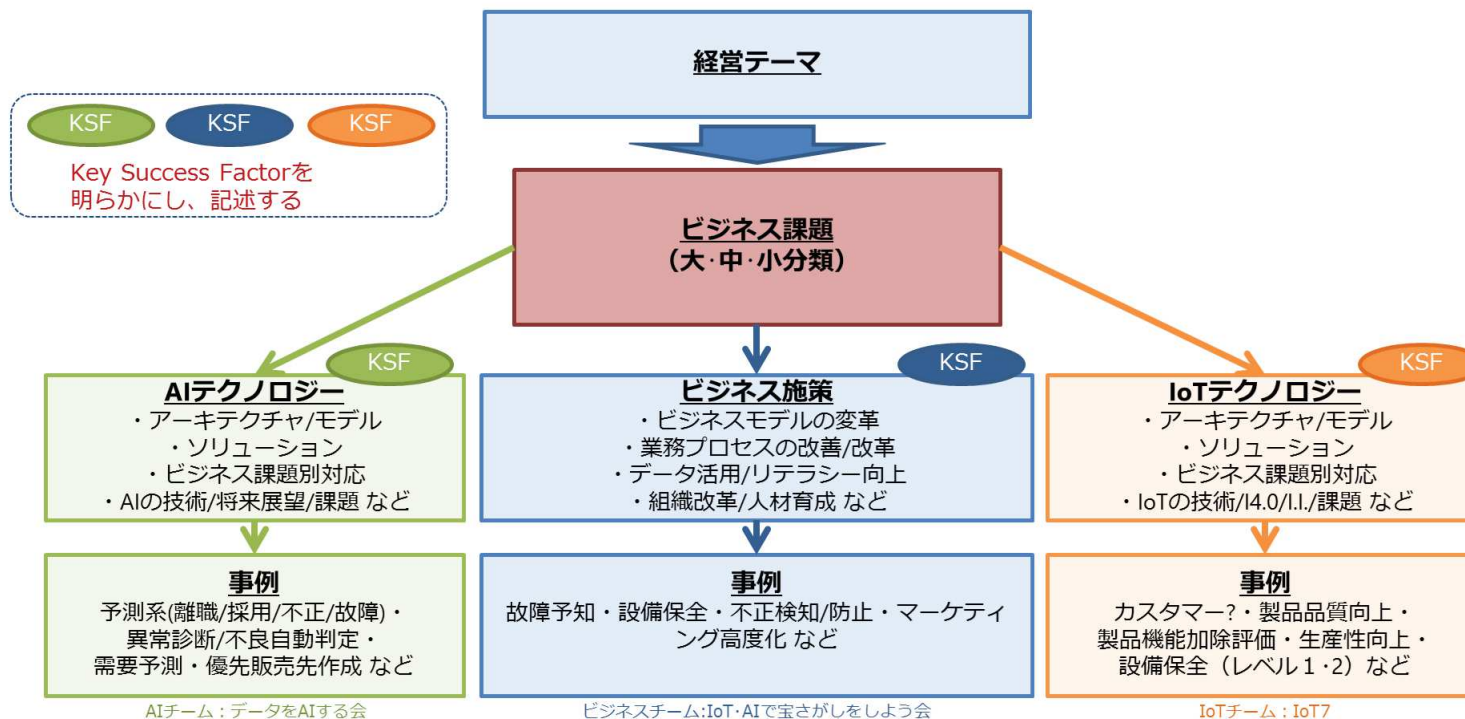 経営テーマ
KSF
KSF
KSF
Key Success Factorを
明らかにし、記述する
ビジネス課題
（大･中･小分類）
KSF
AIテクノロジー
・アーキテクチャ/モデル
・ソリューション
・ビジネス課題別対応
・AIの技術/将来展望/課題 など
KSF
ビジネス施策
・ビジネスモデルの変革
・業務プロセスの改善/改革
・データ活用/リテラシー向上
・組織改革/人材育成 など
KSF
IoTテクノロジー
・アーキテクチャ/モデル
・ソリューション
・ビジネス課題別対応
・IoTの技術/I4.0/I.I./課題 など
事例
予測系(離職/採用/不正/故障)・
異常診断/不良自動判定・
需要予測・優先販売先作成 など
事例
故障予知・設備保全・不正検知/防止・マーケティ
ング高度化 など
事例
カスタマー?・製品品質向上・
製品機能加除評価・生産性向上・
設備保全（レベル１･２）など
AIチーム：データをAIする会
ビジネスチーム:IoT･AIで宝さがしをしよう会
IoTチーム：IoT7